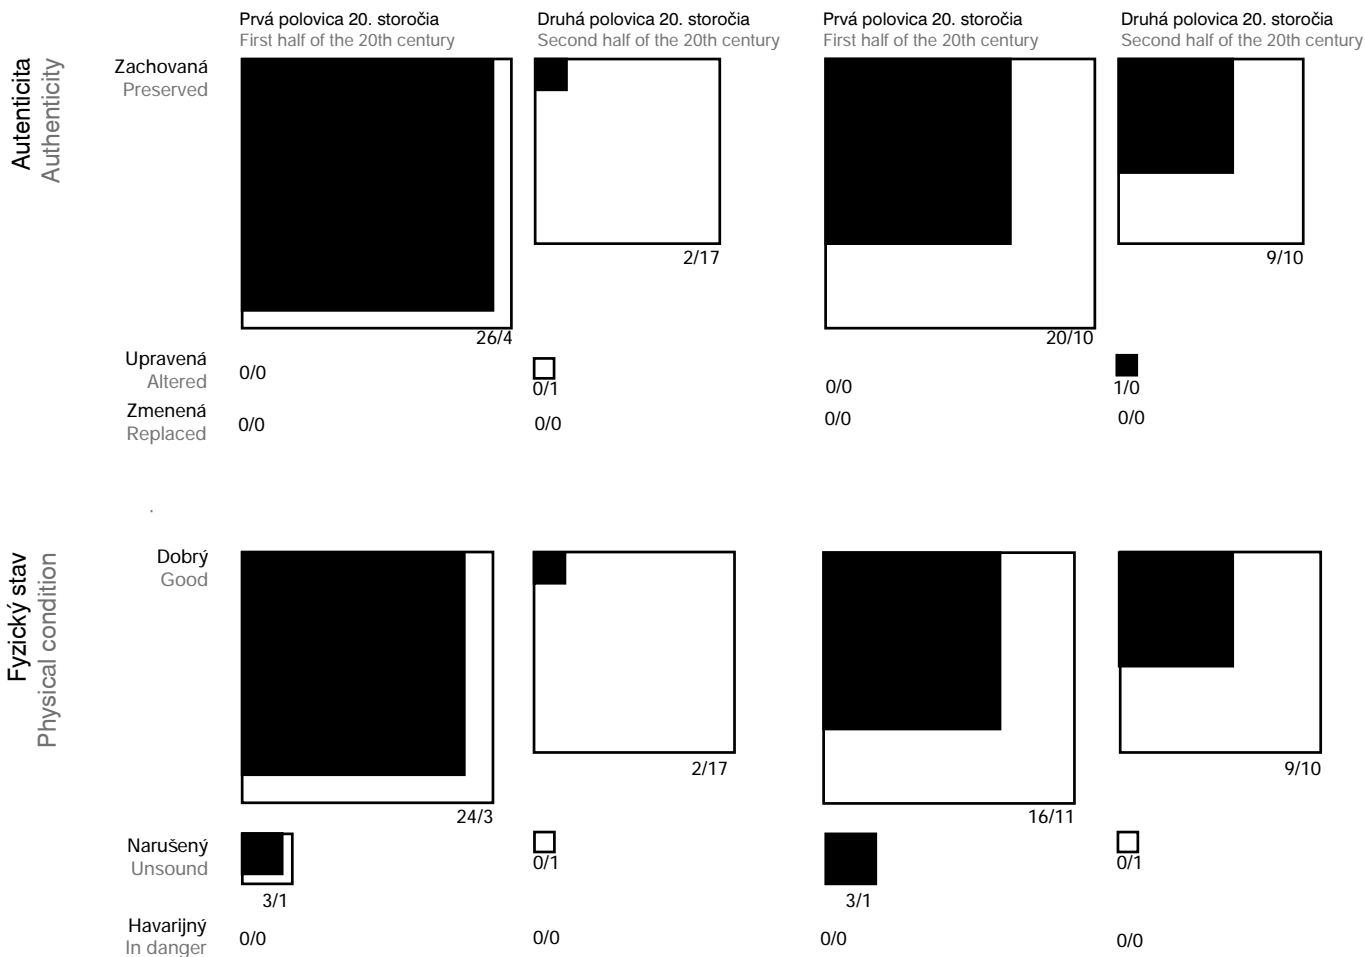 Prvá polovica 20. storočia
First half of the 20th century
Druhá polovica 20. storočia
Second half of the 20th century
Prvá polovica 20. storočia
First half of the 20th century
Druhá polovica 20. storočia
Second half of the 20th century
Autenticita
Authenticity
Zachovaná
Preserved
26/4
2/17
20/10
9/10
Upravená
Altered
0/0
0/1
0/0
1/0
Zmenená
Replaced
0/0
0/0
0/0
0/0
Fyzický stav
Physical condition
Dobrý
Good
24/3
2/17
16/11
9/10
Narušený
Unsound
3/1
0/1
3/1
0/1
Havarijný
In danger
0/0
0/0
0/0
0/0